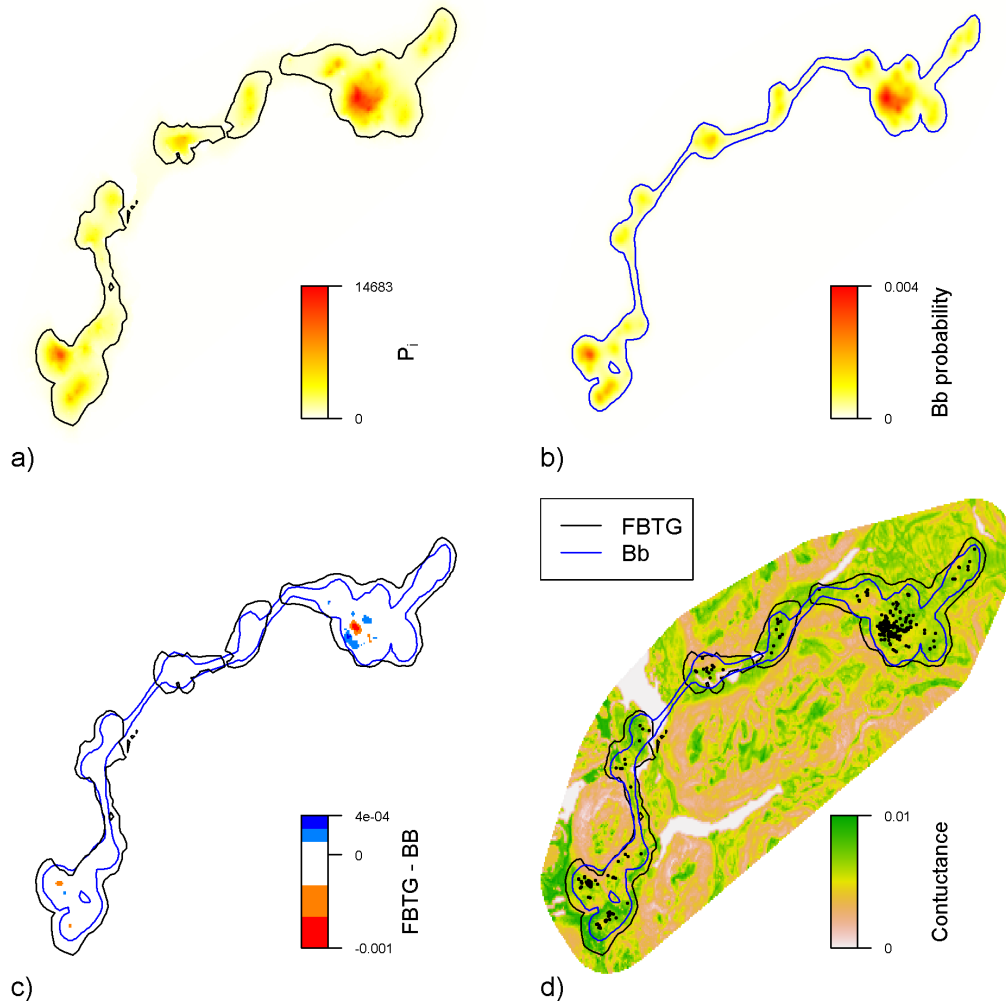 14683
P_i
0
a)
0.004
Bb probability
0
b)
4e-04
0
FBTG - BB
-0.001
c)
FBTG
Bb
0.01
Contuctance
0
d)